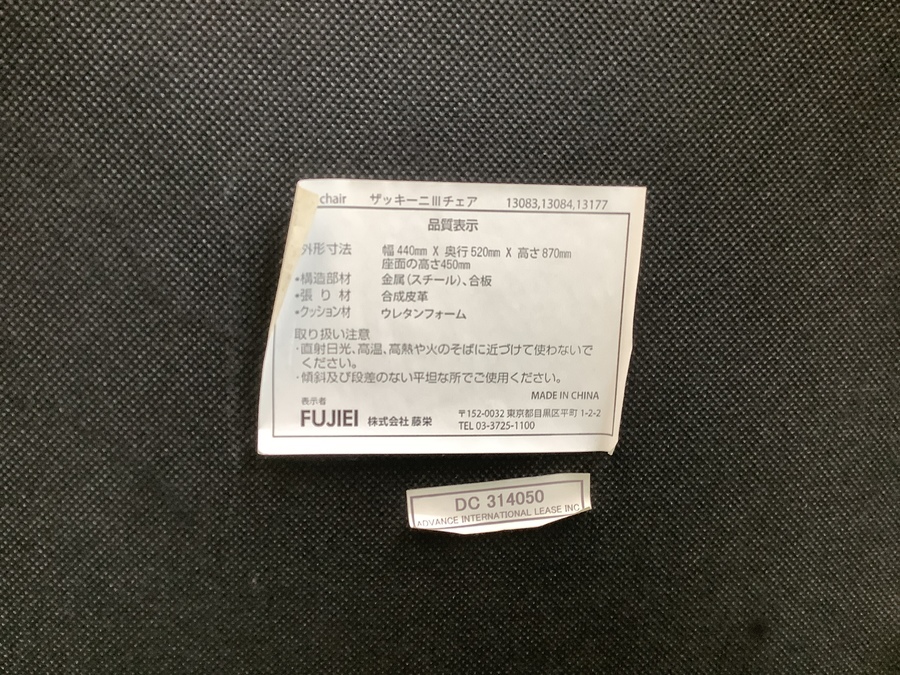 chair ザッキーニⅢチェア 13083,13084,13177
品質表示
外形寸法 幅440mm X 奥行520mm X 高さ870mm
座面の高さ450mm
•構造部材 金属(スチール)、合板
•張り材 合成皮革
•クッション材 ウレタンフォーム
取り扱い注意
・直射日光、高温、高熱や火のそばに近づけて使わないで
ください。
・傾斜及び段差のない平坦な所でご使用ください。
MADE IN CHINA
表示者
FUJIEI 株式会社 藤栄
〒152-0032 東京都目黒区平町 1-2-2
TEL 03-3725-1100
DC 314050
ADVANCE INTERNATIONAL LEASE INC.